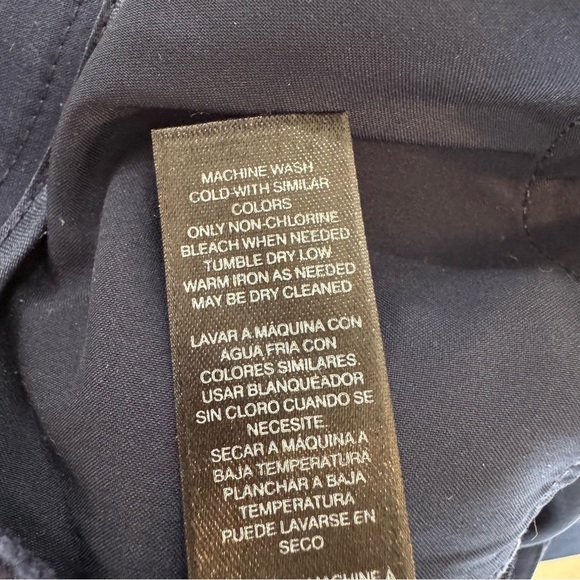 MACHINE WASH
COLD-WITH SIMILAR
COLORS
ONLY NON-CHLORINE
BLEACH WHEN NEEDED
TUMBLE DRY LOW
WARM IRON AS NEEDED
MAY BE DRY CLEANED
LAVAR A MÁQUINA CON
AGUA FRIA CON
COLORES SIMILARES.
USAR BLANQUEADOR
SIN CLORO CUANDO SE
NECESITE.
SECAR A MÁQUINA A
BAJA TEMPERATURA
PLANCHAR A BAJA
TEMPERATURA
PUEDE LAVARSE EN
SECO
MACHINE A